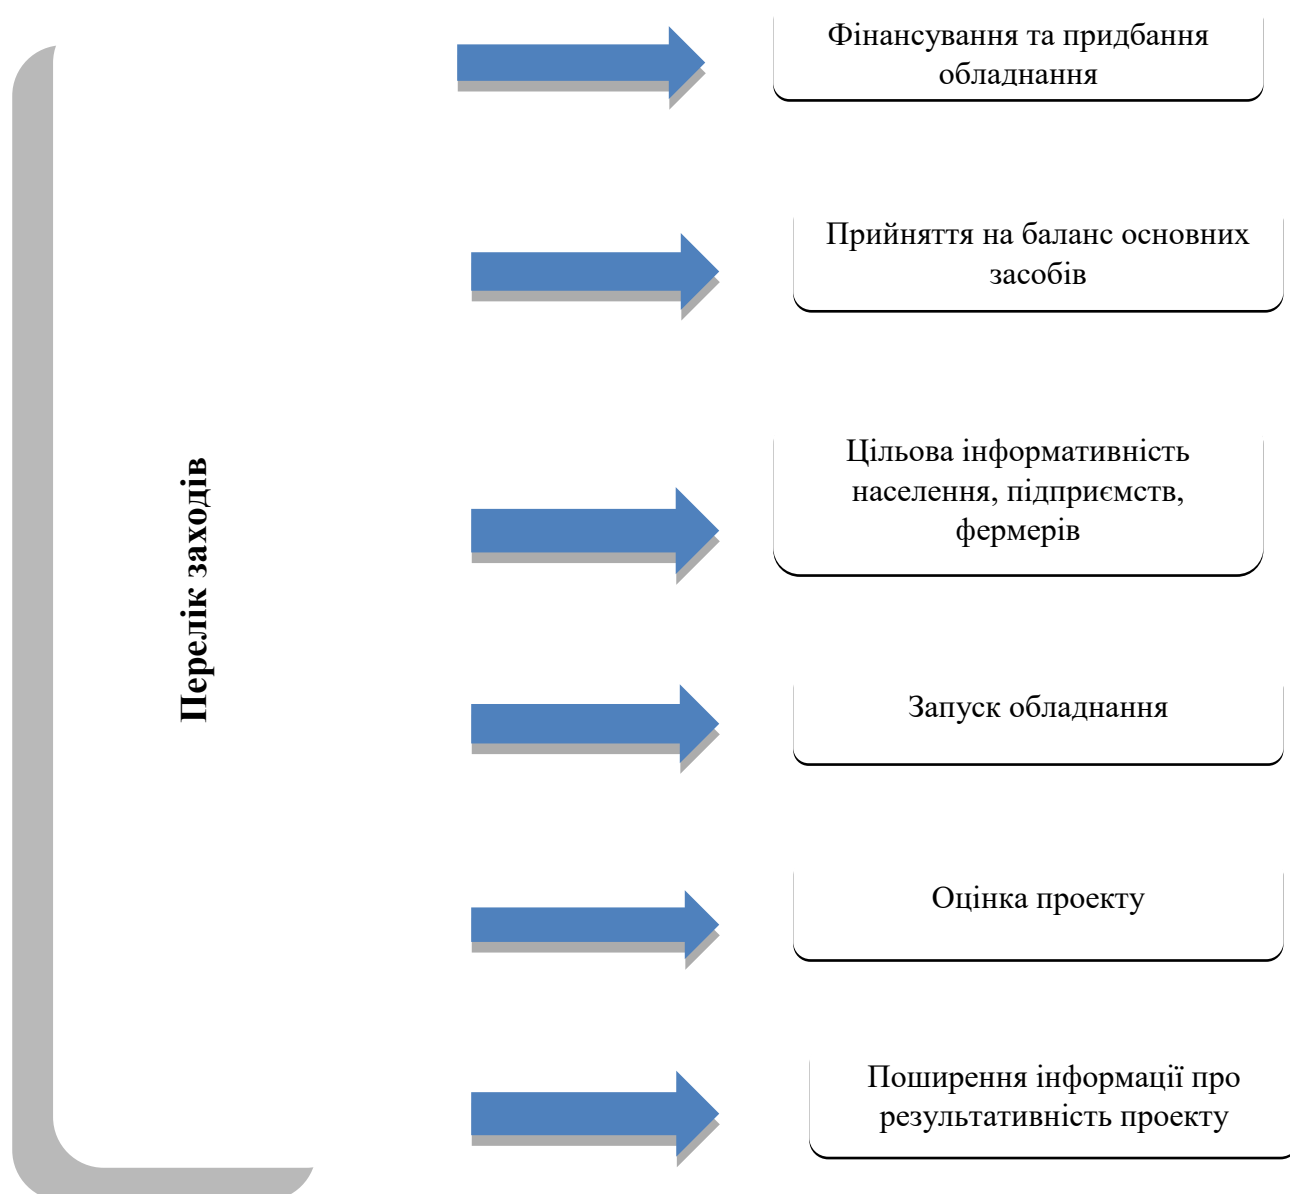 Перелік заходів
Фінансування та придбання
обладнання
Прийняття на баланс основних
засобів
Цільова інформативність
населення, підприємств,
фермерів
Запуск обладнання
Оцінка проекту
Поширення інформації про
результативність проекту